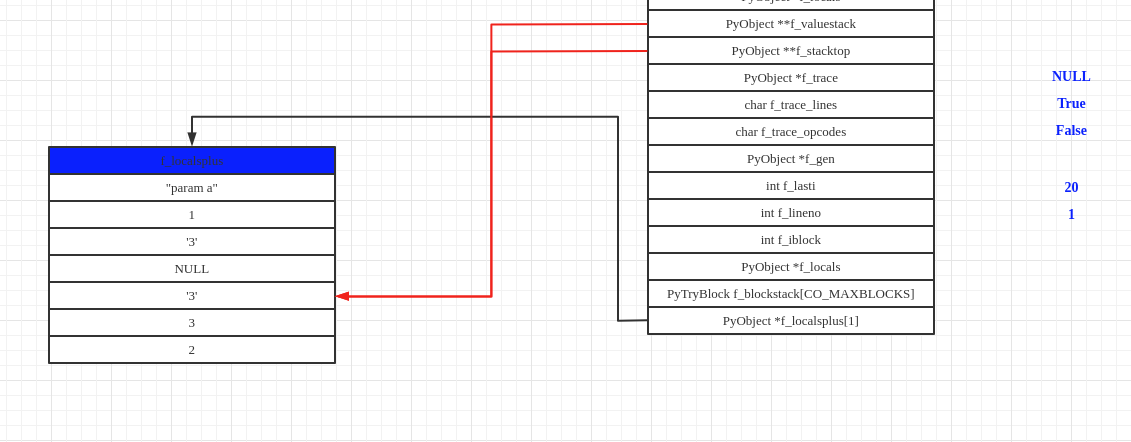 PyObject *f_locals
PyObject **f_valuestack
PyObject **f_stacktop
PyObject *f_trace
NULL
char f_trace_lines
True
char f_trace_opcodes
False
PyObject *f_gen
f_localsplus
"param a"
int f_lasti
20
1
int f_lineno
1
'3'
int f_iblock
NULL
PyObject *f_locals
'3'
PyTryBlock f_blockstack[CO_MAXBLOCKS]
3
PyObject *f_localsplus[1]
2